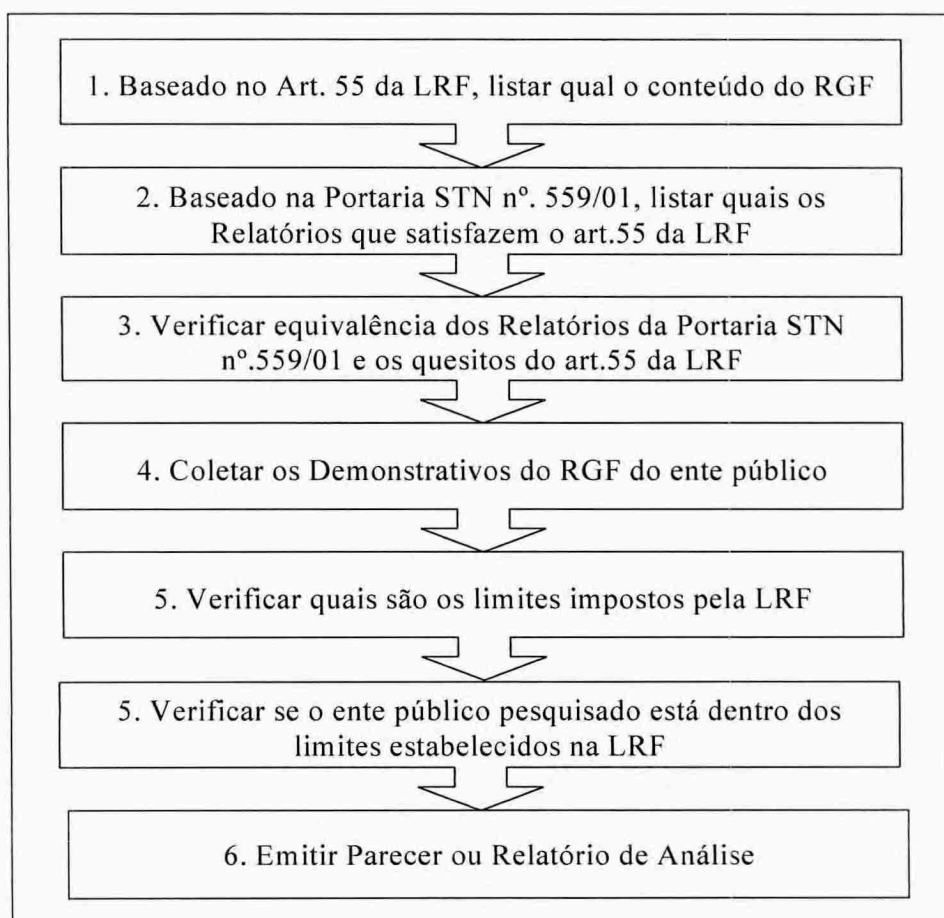 1. Baseado no Art. 55 da LRF, listar qual o conteúdo do RGF
2. Baseado na Portaria STN nº. 559/01, listar quais os
Relatórios que satisfazem o art.55 da LRF
3. Verificar equivalência dos Relatórios da Portaria STN
nº.559/01 e os quesitos do art.55 da LRF
4. Coletar os Demonstrativos do RGF do ente público
5. Verificar quais são os limites impostos pela LRF
5. Verificar se o ente público pesquisado está dentro dos
limites estabelecidos na LRF
6. Emitir Parecer ou Relatório de Análise